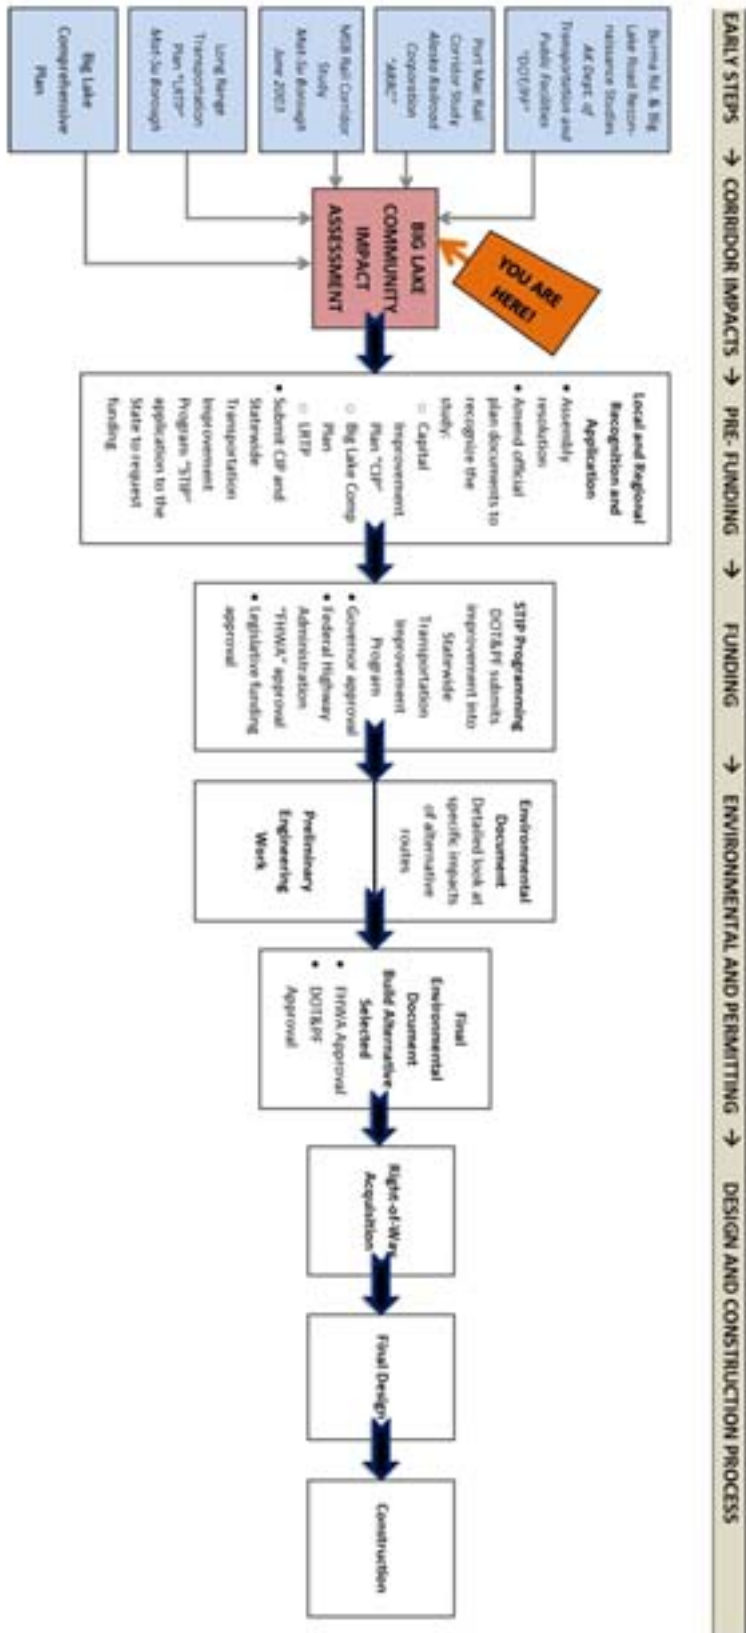 EARLY STEPS → CORRIDOR IMPACTS → PRE- FUNDING → FUNDING → ENVIRONMENTAL AND PERMITTING → DESIGN AND CONSTRUCTION PROCESS
Burma Rd. & Big
Lake Road Recon-
naissance Studies
AK Dept. of
Transportation and
Public Facilities
"DOT/PF"
Port Mac Rail
Corridor Study
Alaska Railroad
Corporation
"ARRC"
MSB Rail Corridor
Study
Mat-Su Borough
June 2003
Long Range
Transportation
Plan "LRTP"
Mat-Su Borough
Big Lake
Comprehensive
Plan
YOU ARE
HERE!
BIG LAKE
COMMUNITY
IMPACT
ASSESSMENT
Local and Regional
Recognition and
Application
• Assembly
resolution
• Amend official
plan documents to
recognize the
study:
○ Capital
Improvement
Plan "CIP"
○ Big Lake Comp
Plan
○ LRTP
• Submit CIP and
Statewide
Transportation
Improvement
Program "STIP"
application to the
State to request
funding
STIP Programming
DOT&PF submits
improvement into
Statewide
Transportation
Improvement
Program
• Governor approval
• Federal Highway
Administration
"FHWA" approval
• Legislative funding
approval
Environmental
Document
Detailed look at
specific impacts
of alternative
routes
Preliminary
Engineering
Work
Final
Environmental
Document
Build Alternative
Selected
• FHWA Approval
• DOT&PF
Approval
Right-of-Way
Acquisition
Final Design
Construction